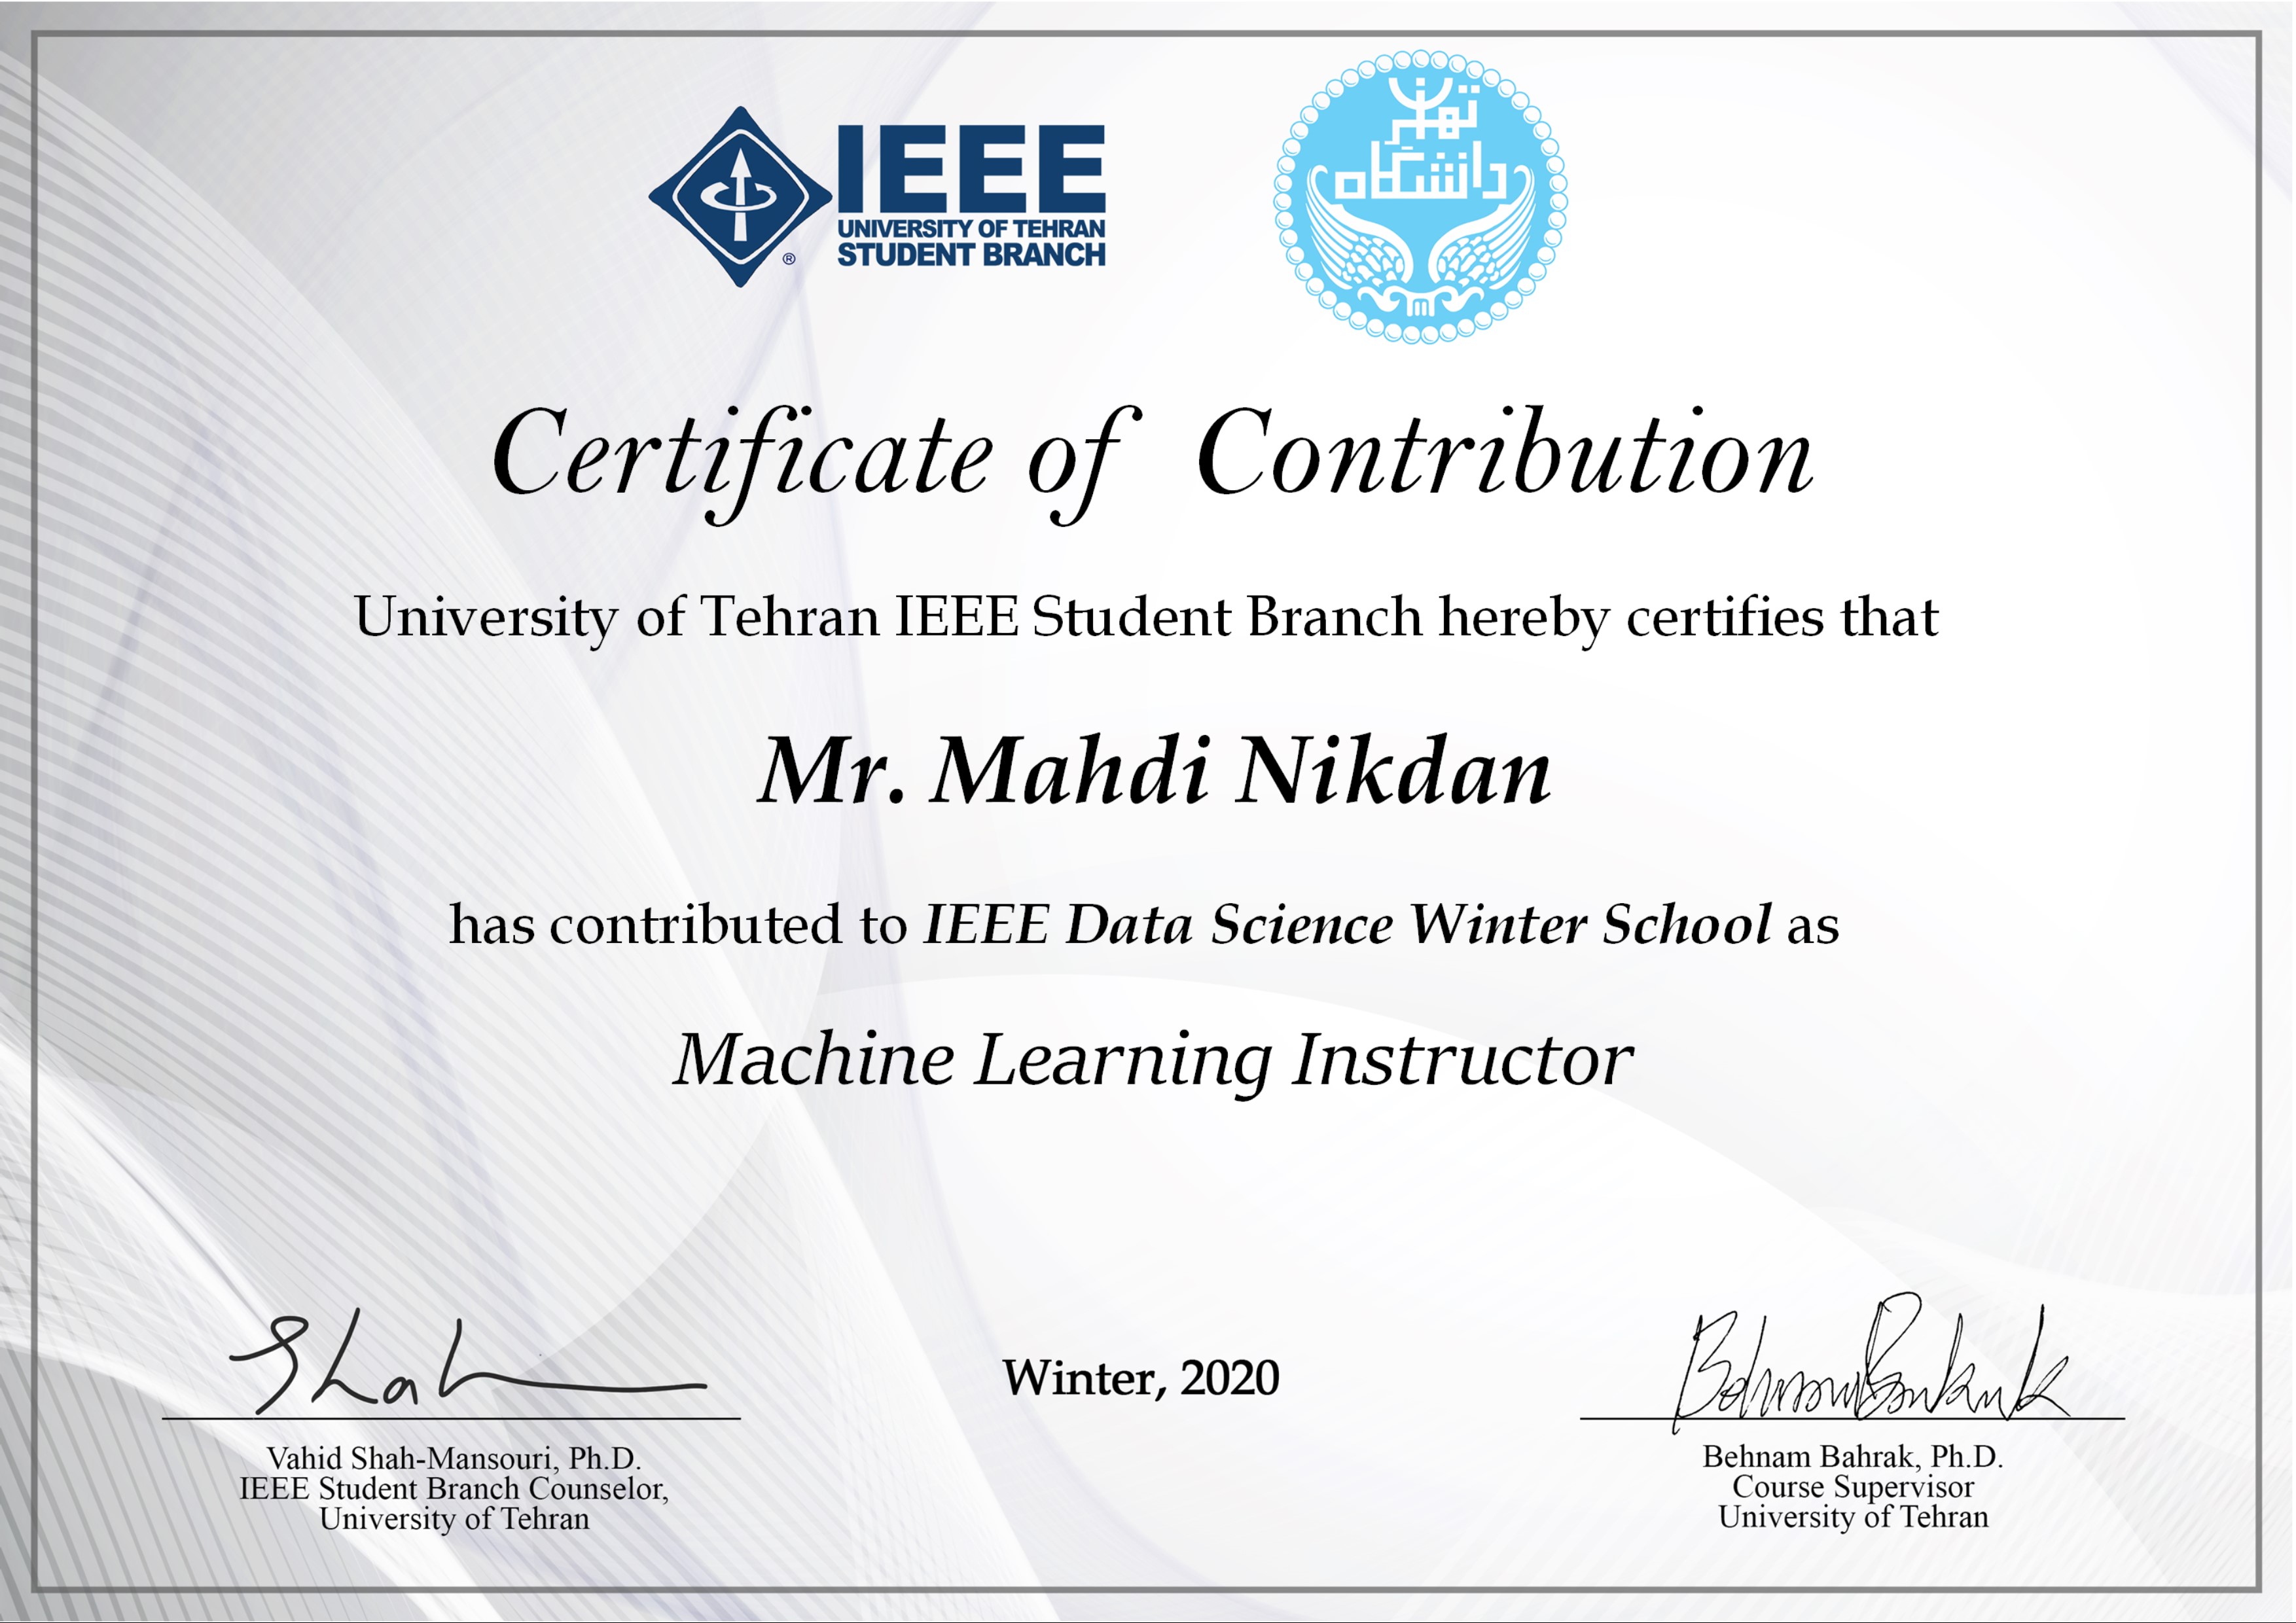 IEEE
UNIVERSITY OF TEHRAN
STUDENT BRANCH
®
تهران
دانشگاه
Certificate of Contribution
University of Tehran IEEE Student Branch hereby certifies that
Mr. Mahdi Nikdan
has contributed to IEEE Data Science Winter School as
Machine Learning Instructor
Shah
Winter, 2020
Behnam Bahrak
Vahid Shah-Mansouri, Ph.D.
IEEE Student Branch Counselor,
University of Tehran
Behnam Bahrak, Ph.D.
Course Supervisor
University of Tehran